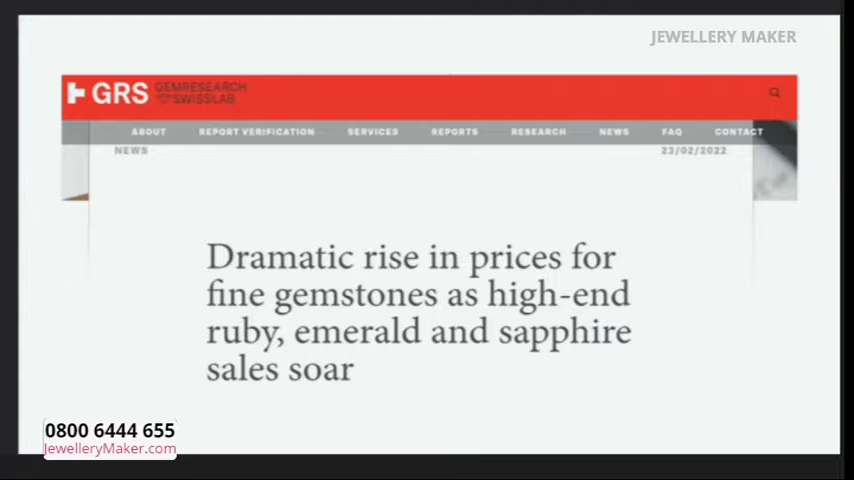 JEWELLERY MAKER
GRS GEMRESEARCH
SWISSLAB
ABOUT REPORT VERIFICATION SERVICES REPORTS RESEARCH NEWS FAQ CONTACT
NEWS 23/02/2022
Dramatic rise in prices for
fine gemstones as high-end
ruby, emerald and sapphire
sales soar
0800 6444 655
JewelleryMaker.com